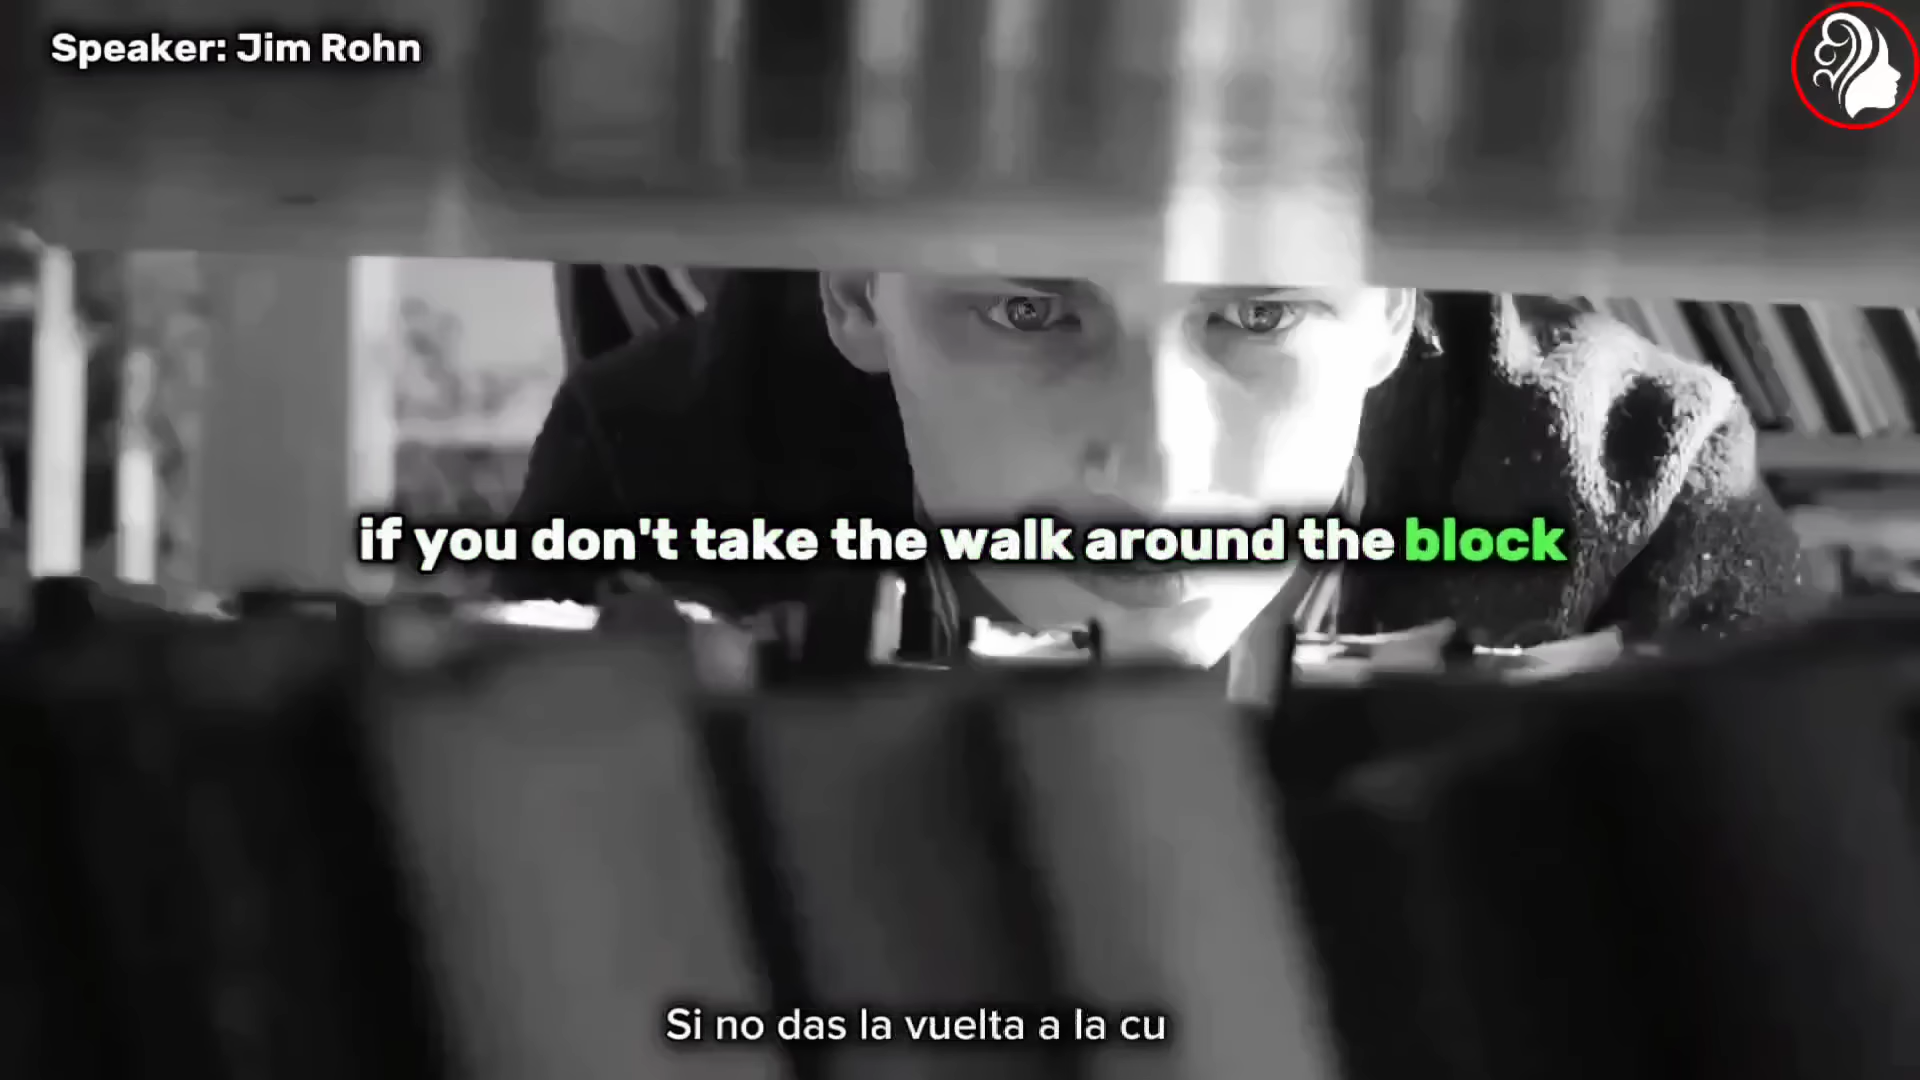 Speaker: Jim Rohn
if you don't take the walk around the block
Si no das la vuelta a la cu